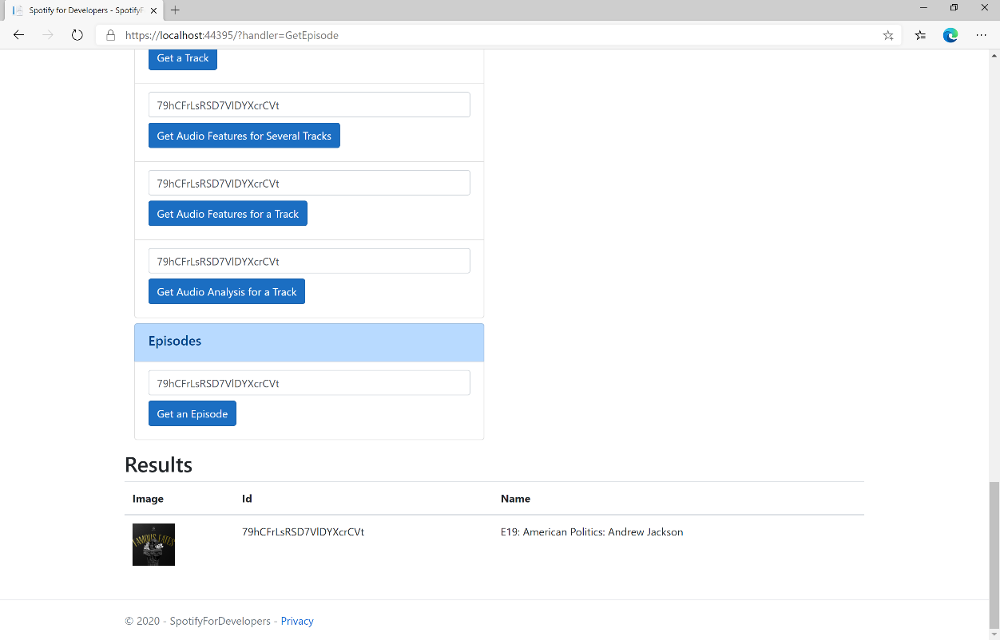 Spotify for Developers - SpotifyF
https://localhost:44395/?handler=GetEpisode
Get a Track
79hCFrLsRSD7VlDYXcrCVt
Get Audio Features for Several Tracks
79hCFrLsRSD7VlDYXcrCVt
Get Audio Features for a Track
79hCFrLsRSD7VlDYXcrCVt
Get Audio Analysis for a Track
Episodes
79hCFrLsRSD7VlDYXcrCVt
Get an Episode
Results
Image Id Name
FAMOUS FATES
79hCFrLsRSD7VlDYXcrCVt E19: American Politics: Andrew Jackson
© 2020 - SpotifyForDevelopers - Privacy